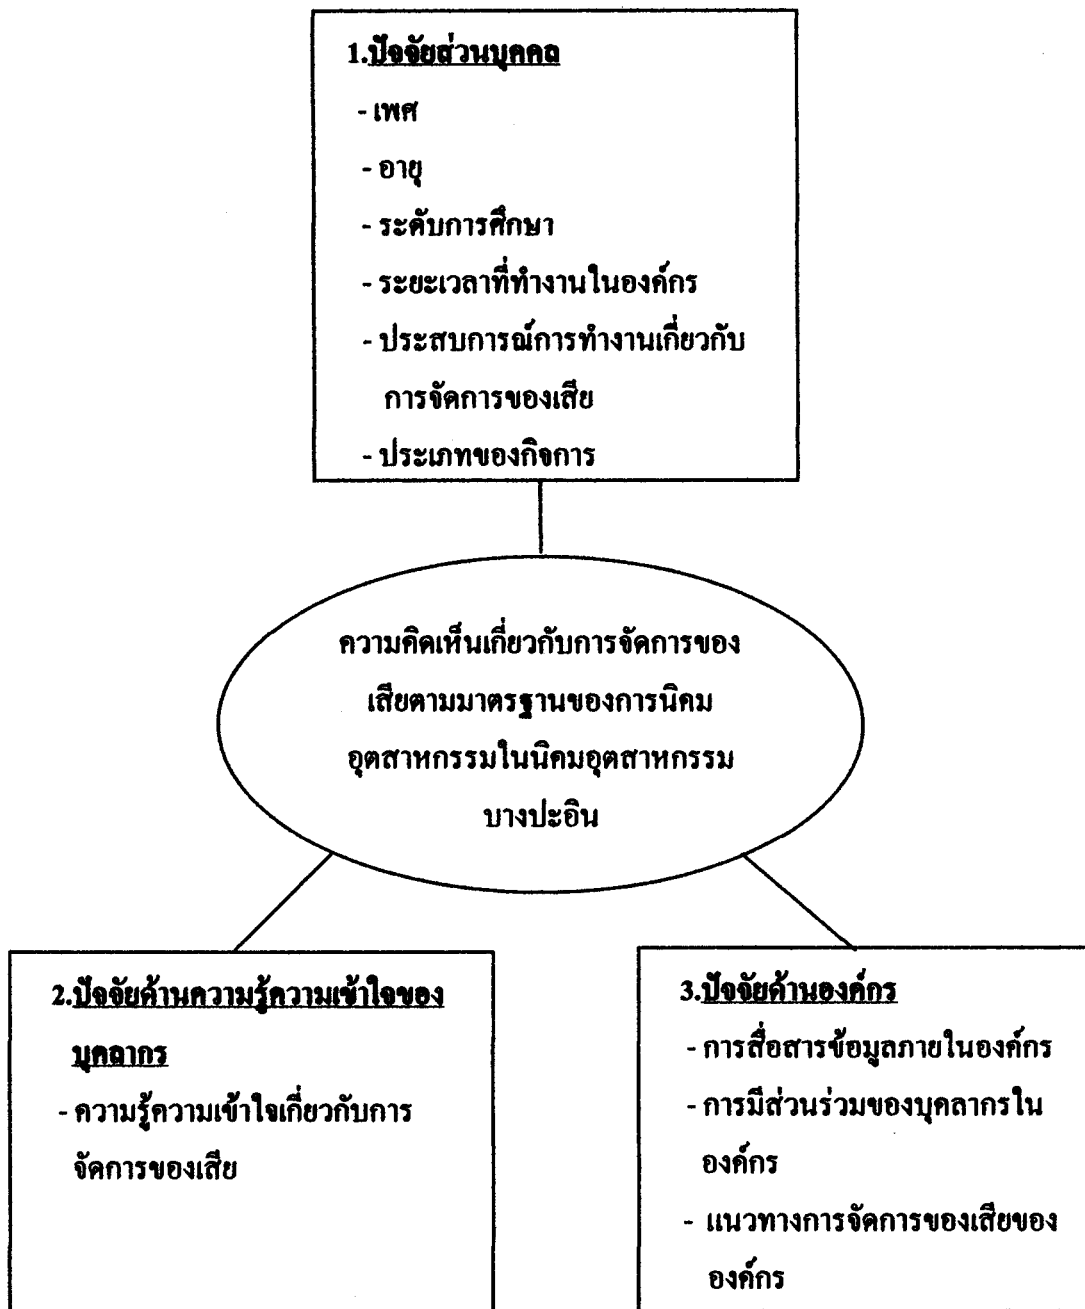 1.ปัจจัยส่วนบุคคล
- เพศ
- อายุ
- ระดับการศึกษา
- ระยะเวลาที่ทำงานในองค์กร
- ประสบการณ์การทำงานเกี่ยวกับ
การจัดการของเสีย
- ประเภทของกิจการ
ความคิดเห็นเกี่ยวกับการจัดการของ
เสียตามมาตรฐานของการนิคม
อุตสาหกรรมในนิคมอุตสาหกรรม
บางปะอิน
2.ปัจจัยด้านความรู้ความเข้าใจของ
บุคลากร
- ความรู้ความเข้าใจเกี่ยวกับการ
จัดการของเสีย
3.ปัจจัยด้านองค์กร
- การสื่อสารข้อมูลภายในองค์กร
- การมีส่วนร่วมของบุคลากรใน
องค์กร
- แนวทางการจัดการของเสียของ
องค์กร